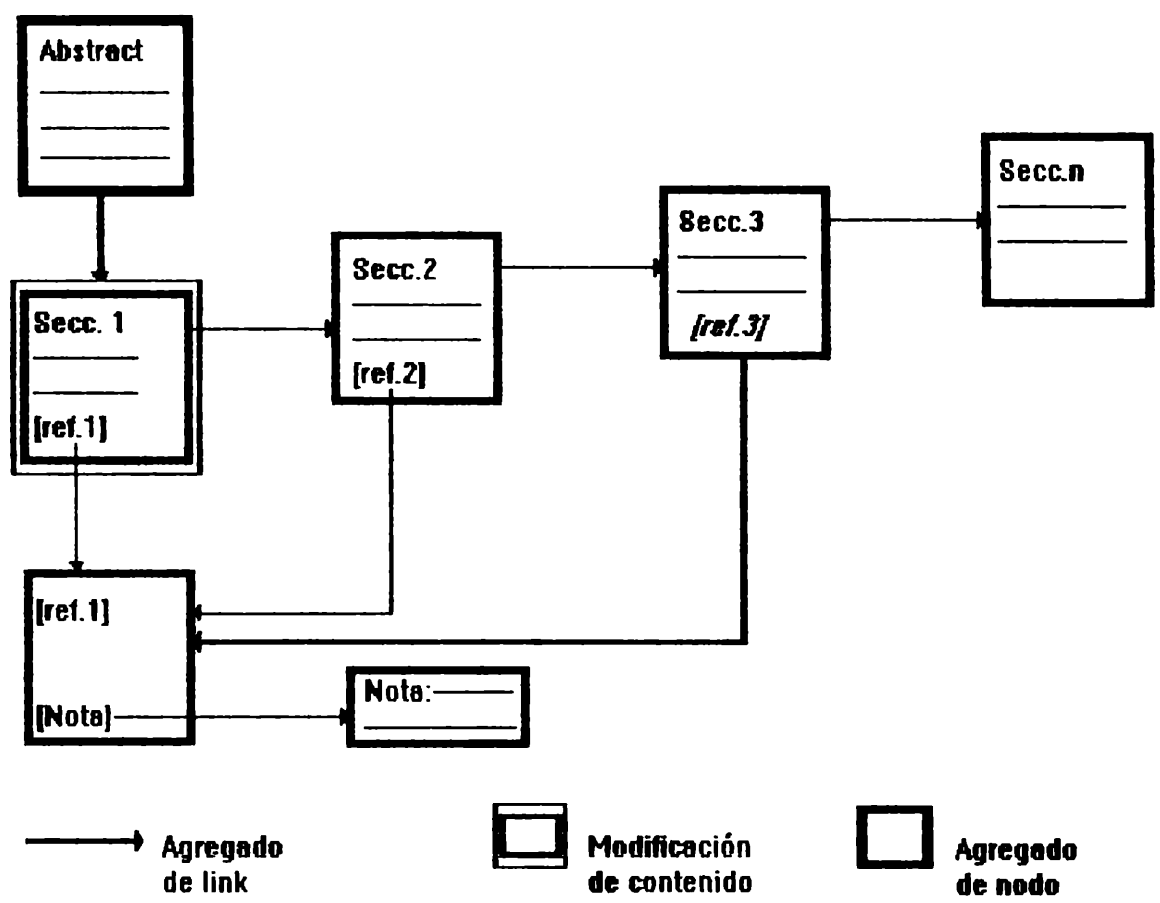 Abstract
Secc.n
Secc.3
[ref.3]
Secc.2
[ref.2]
Secc. 1
[ref.1]
[ref.1]
[Nota]
Nota:
Agregado
de link
Modificación
de contenido
Agregado
de nodo